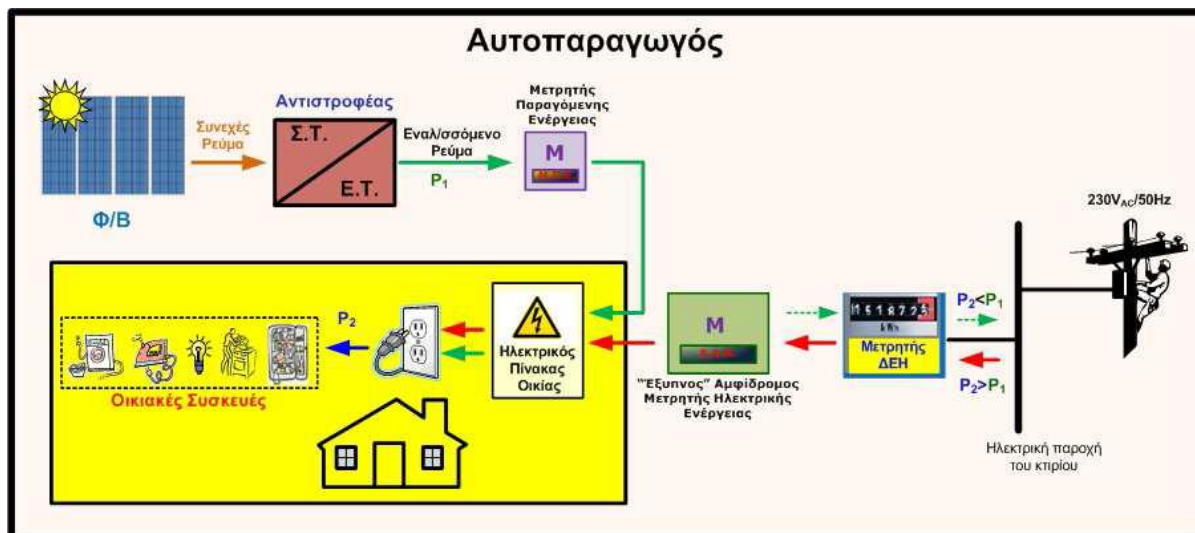 Αυτοπαραγωγός
Συνεχές
Ρεύμα
Φ/Β
Αντιστροφέας
Σ.Τ.
Ε.Τ.
Εναλ/σσόμενο
Ρεύμα
P1
Μετρητής
Παραγόμενης
Ενέργειας
M
230VAC/50Hz
P2
Οικιακές Συσκευές
Ηλεκτρικός
Πίνακας
Οικίας
M
"Έξυπνος" Αμφίδρομος
Μετρητής Ηλεκτρικής
Ενέργειας
kWh
Μετρητής
ΔΕΗ
P2<P1
P2>P1
Ηλεκτρική παροχή
του κτιρίου